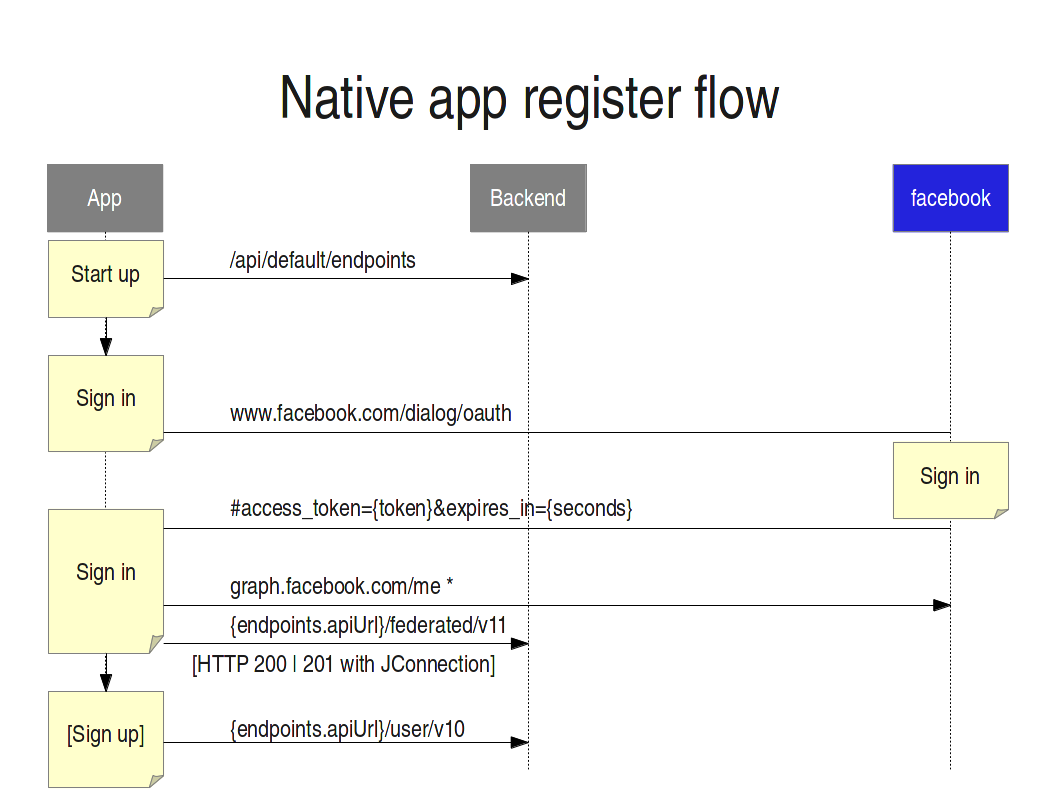 Native app register flow
App
Backend
facebook
Start up
/api/default/endpoints
Sign in
www.facebook.com/dialog/oauth
Sign in
#access_token={token}&expires_in={seconds}
Sign in
graph.facebook.com/me *
{endpoints.apiUrl}/federated/v11
[HTTP 200 | 201 with JConnection]
[Sign up]
{endpoints.apiUrl}/user/v10